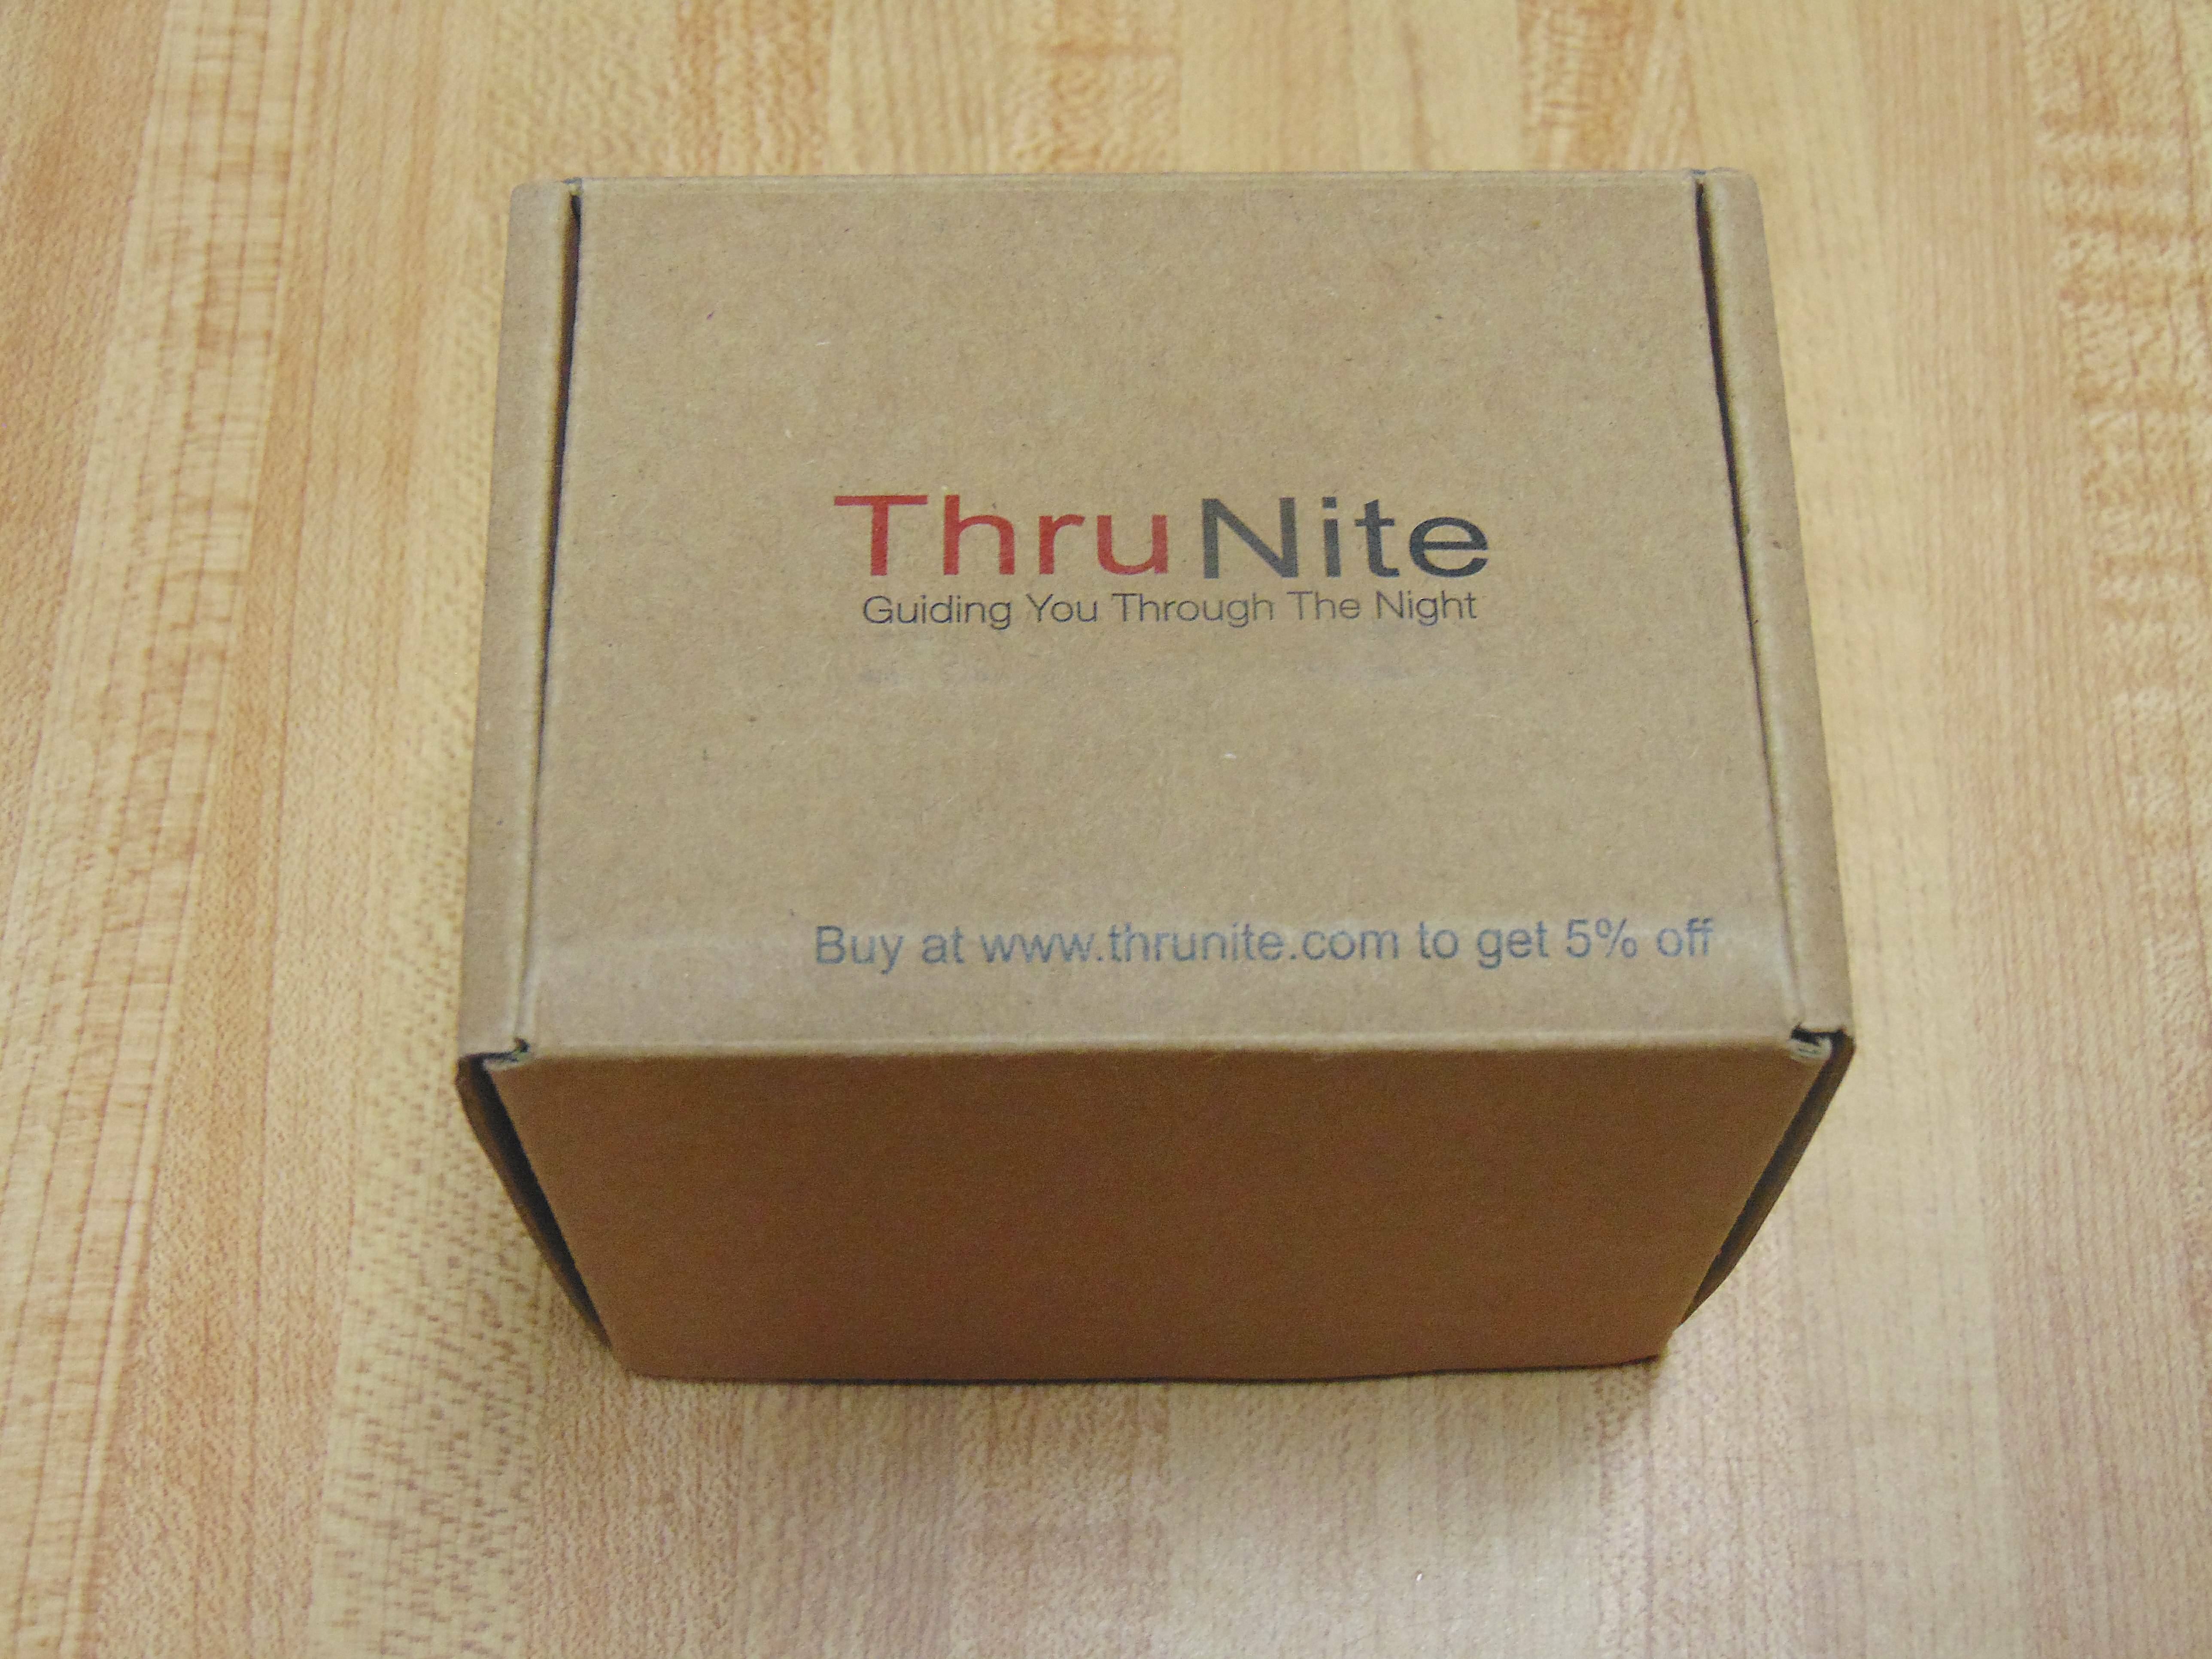 ThruNite
Guiding You Through The Night
Buy at www.thrunite.com to get 5% off